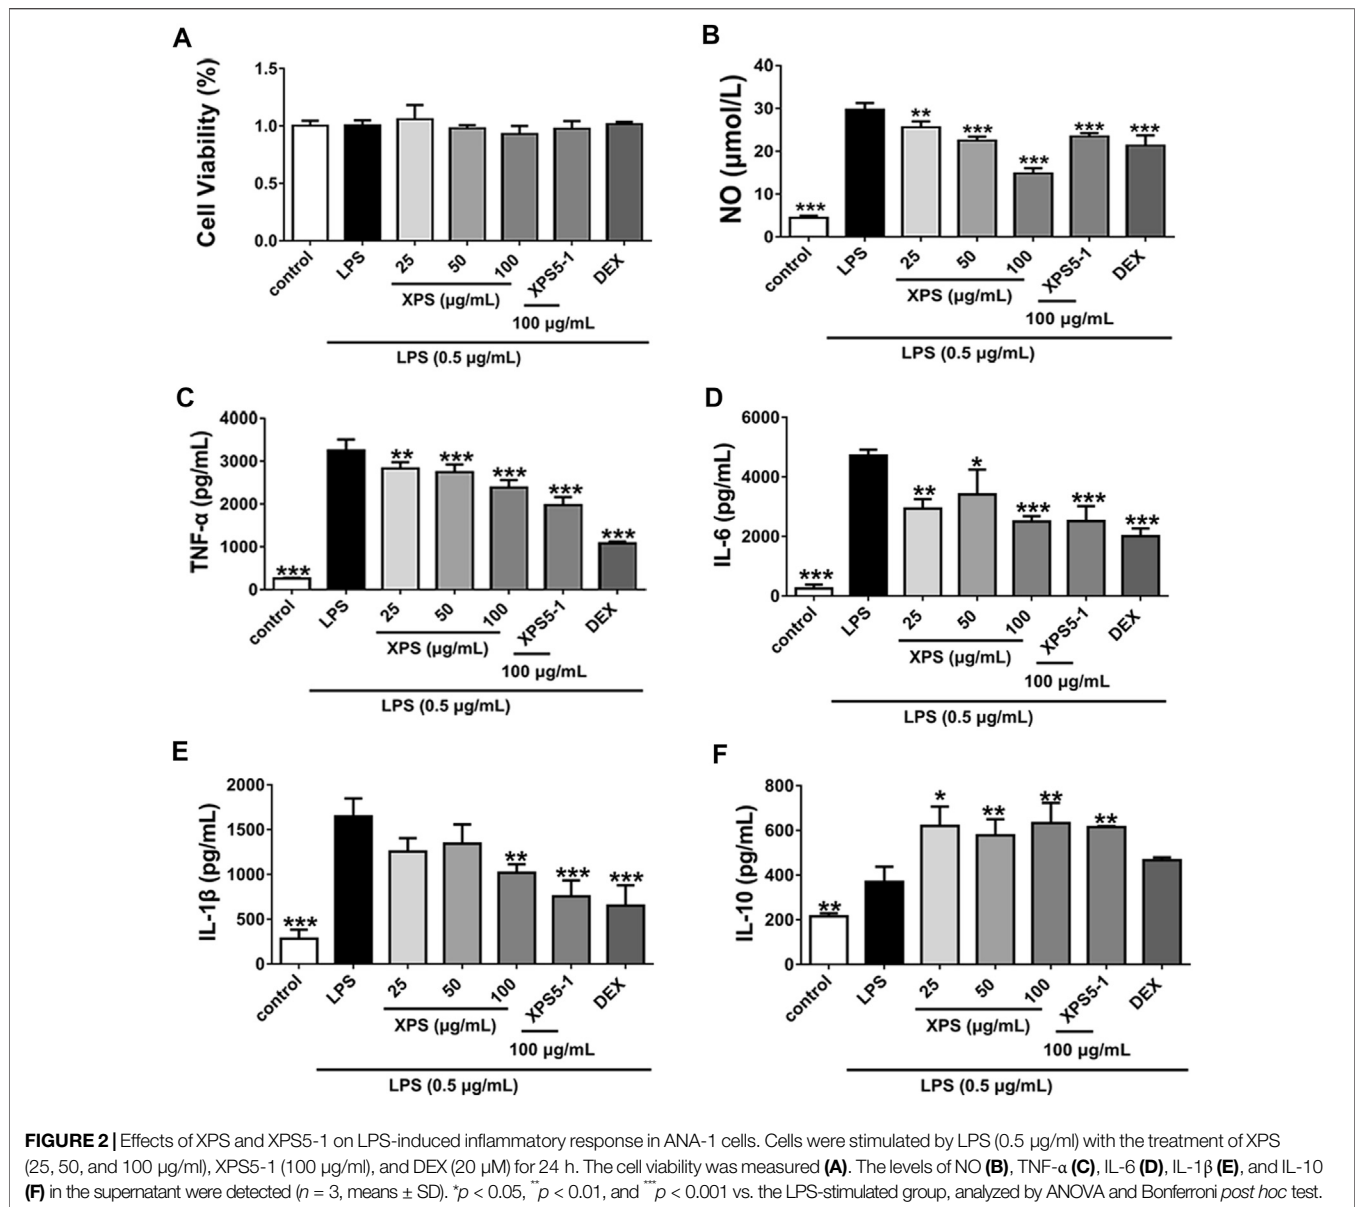 A
Cell Viability (%)
1.5
1.0
0.5
0.0
control
LPS
25
50
100
XPS5-1
DEX
XPS (μg/mL)
100 μg/mL
LPS (0.5 μg/mL)
B
NO (μmol/L)
40
30
20
10
0
***
**
***
***
***
***
control
LPS
25
50
100
XPS5-1
DEX
XPS (μg/mL)
100 μg/mL
LPS (0.5 μg/mL)
C
TNF-α (pg/mL)
4000
3000
2000
1000
0
***
**
***
***
***
***
control
LPS
25
50
100
XPS5-1
DEX
XPS (μg/mL)
100 μg/mL
LPS (0.5 μg/mL)
D
IL-6 (pg/mL)
6000
4000
2000
0
***
**
*
***
***
***
control
LPS
25
50
100
XPS5-1
DEX
XPS (μg/mL)
100 μg/mL
LPS (0.5 μg/mL)
E
IL-1β (pg/mL)
2000
1500
1000
500
0
***
**
***
***
control
LPS
25
50
100
XPS5-1
DEX
XPS (μg/mL)
100 μg/mL
LPS (0.5 μg/mL)
F
IL-10 (pg/mL)
800
600
400
200
0
**
*
**
**
**
control
LPS
25
50
100
XPS5-1
DEX
XPS (μg/mL)
100 μg/mL
LPS (0.5 μg/mL)
FIGURE 2 | Effects of XPS and XPS5-1 on LPS-induced inflammatory response in ANA-1 cells. Cells were stimulated by LPS (0.5 μg/ml) with the treatment of XPS
(25, 50, and 100 μg/ml), XPS5-1 (100 μg/ml), and DEX (20 μM) for 24 h. The cell viability was measured (A). The levels of NO (B), TNF-α (C), IL-6 (D), IL-1β (E), and IL-10
(F) in the supernatant were detected (n = 3, means ± SD). *p < 0.05, **p < 0.01, and ***p < 0.001 vs. the LPS-stimulated group, analyzed by ANOVA and Bonferroni post hoc test.